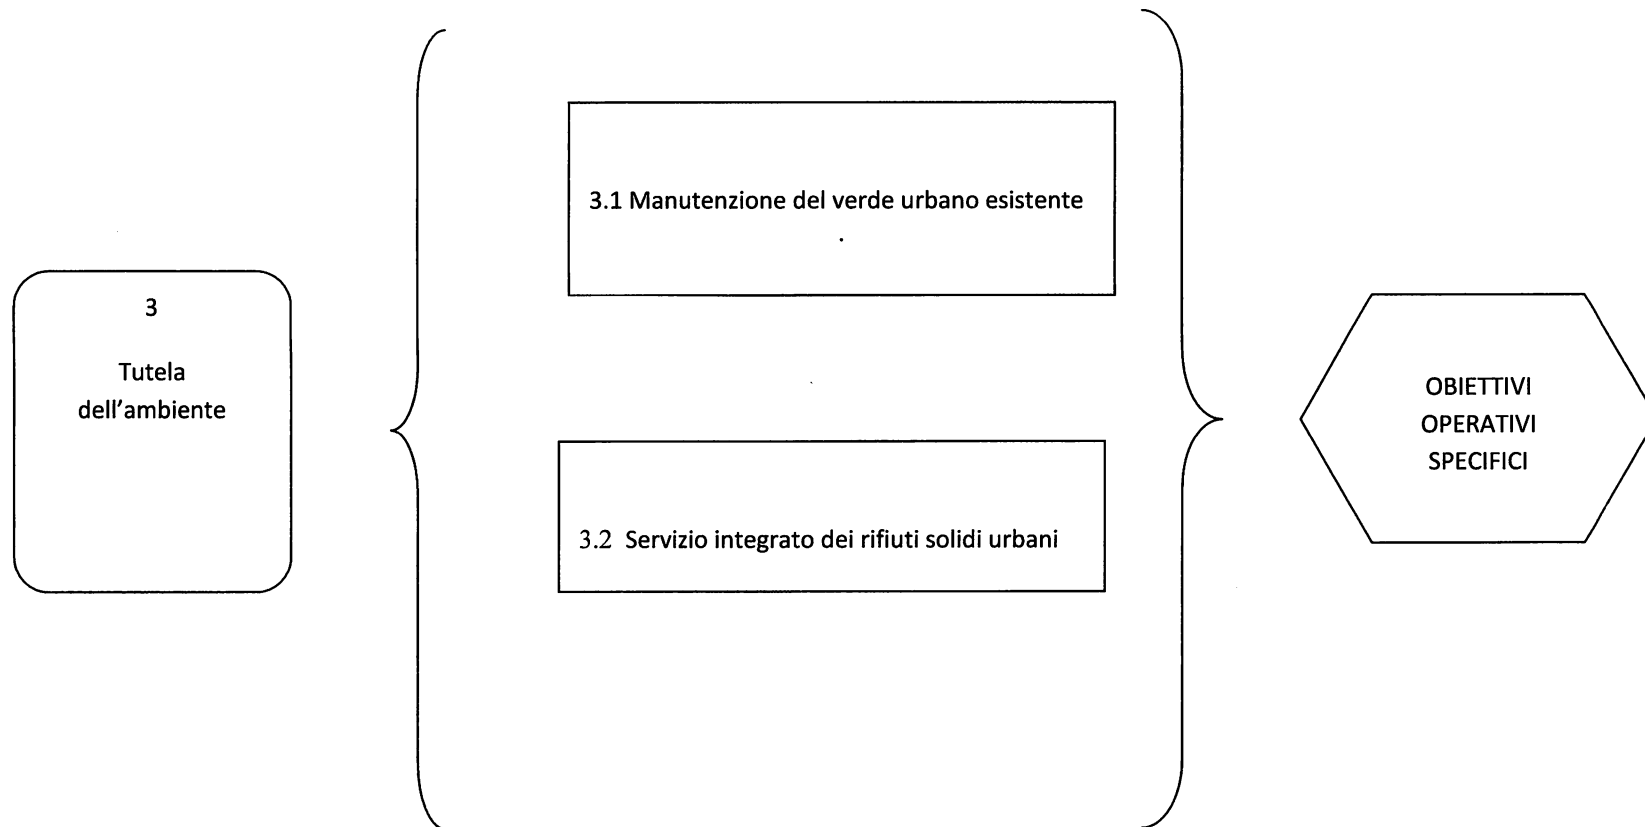 3
Tutela
dell’ambiente
3.1 Manutenzione del verde urbano esistente
.
3.2 Servizio integrato dei rifiuti solidi urbani
OBIETTIVI
OPERATIVI
SPECIFICI